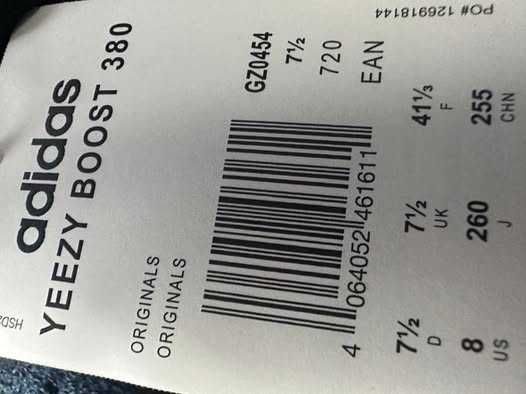 adidas
YEEZY BOOST 380
ORIGINALS
ORIGINALS
GZ0454
7½
720
EAN
4 064052 461611
7½ 7½ 41⅓
D UK F
8 260 255
US J CHN
PO# 126918144